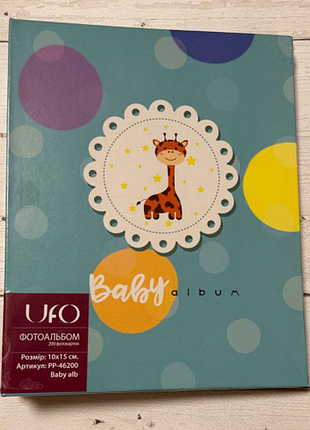 Baby album
UFO
ФОТОАЛЬБОМ
200 фотокарток
Розмір: 10x15 см.
Артикул: PP-46200
Baby alb